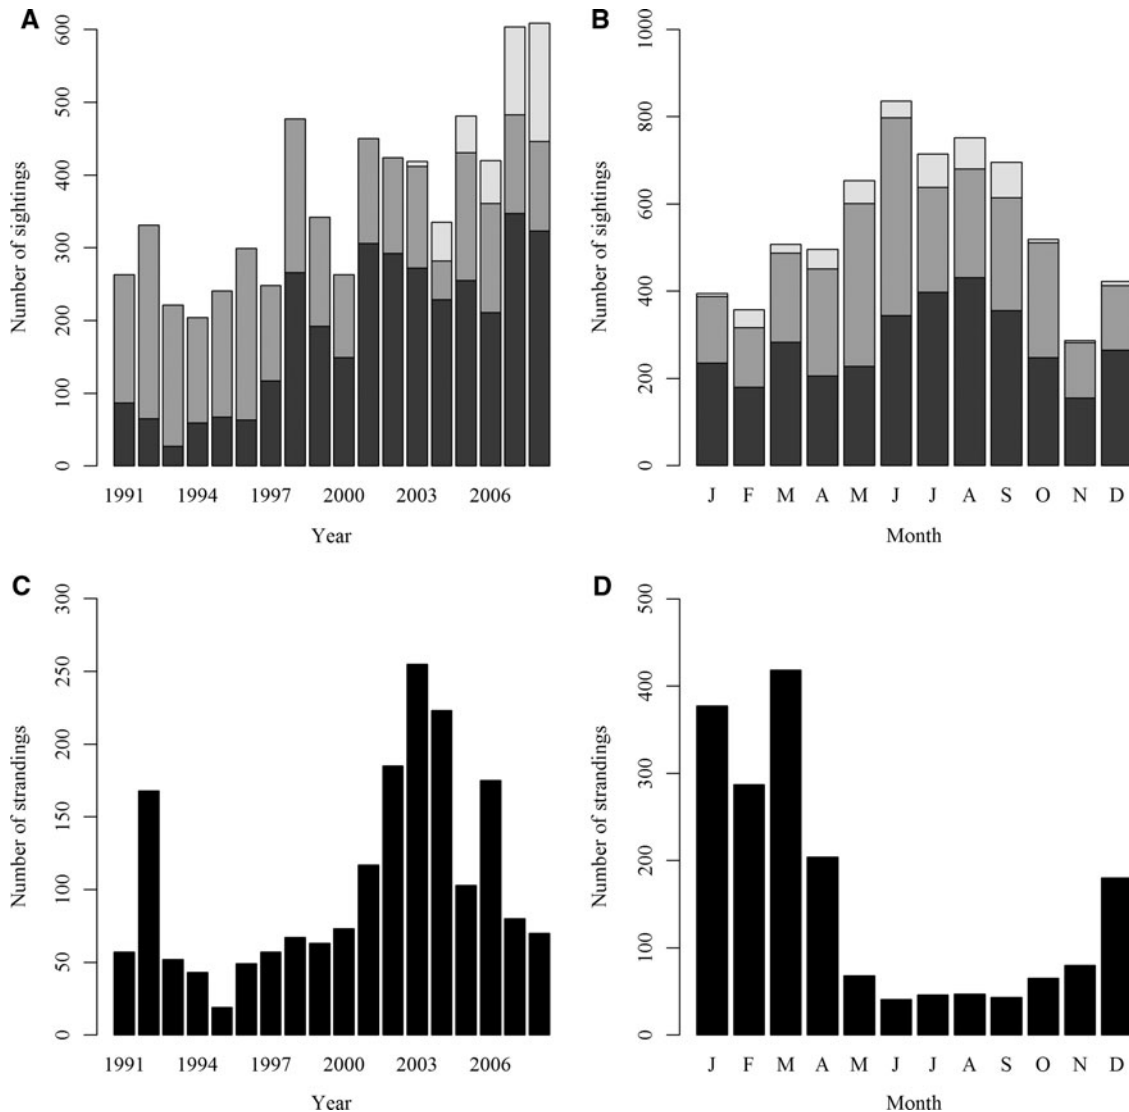 A
Number of sightings
0 100 200 300 400 500 600
1991 1994 1997 2000 2003 2006
Year
B
Number of sightings
0 200 400 600 800 1000
J F M A M J J A S O N D
Month
C
Number of strandings
0 50 100 150 200 250 300
1991 1994 1997 2000 2003 2006
Year
D
Number of strandings
0 100 200 300 400 500
J F M A M J J A S O N D
Month